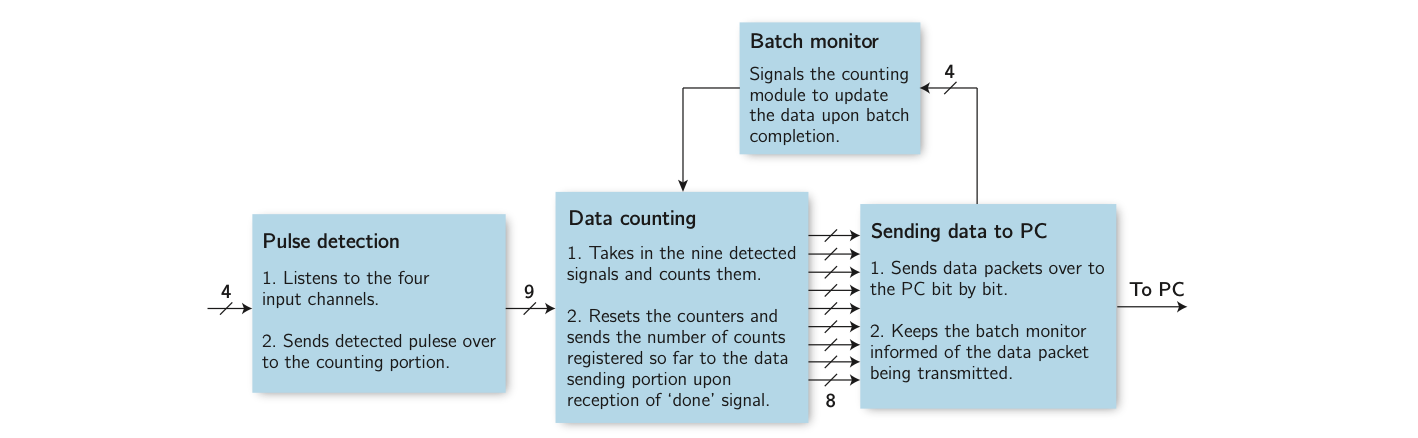 Batch monitor
Signals the counting
module to update
the data upon batch
completion.
4
Pulse detection
1. Listens to the four
input channels.
2. Sends detected pulese over
to the counting portion.
4
9
Data counting
1. Takes in the nine detected
signals and counts them.
2. Resets the counters and
sends the number of counts
registered so far to the data
sending portion upon
reception of ‘done’ signal.
8
Sending data to PC
1. Sends data packets over to
the PC bit by bit.
2. Keeps the batch monitor
informed of the data packet
being transmitted.
To PC